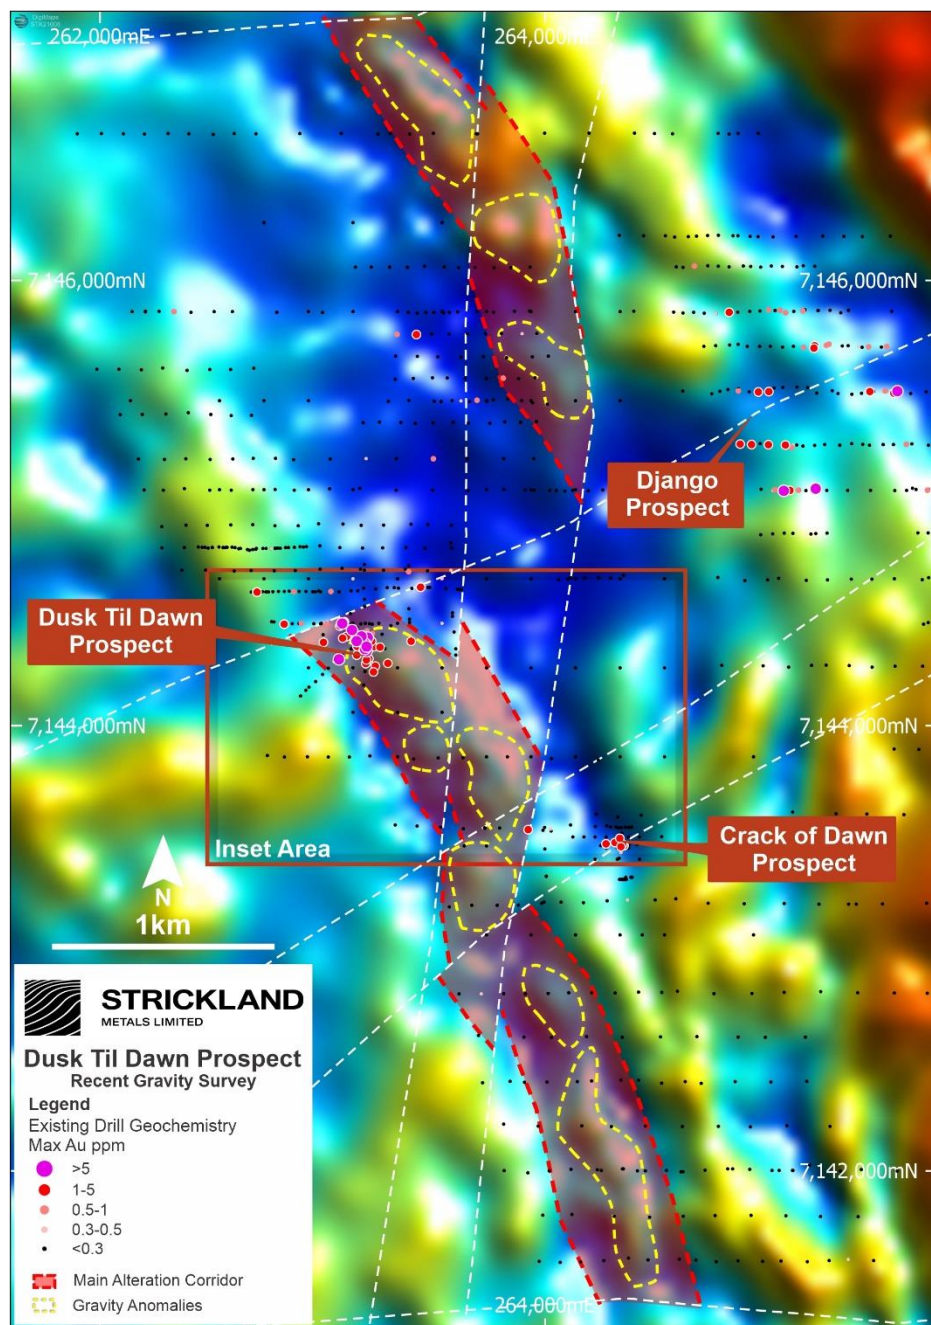 DigiMaps
STK21606
262,000mE
264,000mE
7,146,000mN
7,146,000mN
Django
Prospect
Dusk Til Dawn
Prospect
7,144,000mN
7,144,000mN
Inset Area
Crack of Dawn
Prospect
N
1km
STRICKLAND
METALS LIMITED
Dusk Til Dawn Prospect
Recent Gravity Survey
Legend
Existing Drill Geochemistry
Max Au ppm
>5
1-5
0.5-1
0.3-0.5
<0.3
Main Alteration Corridor
Gravity Anomalies
7,142,000mN
264,000mE